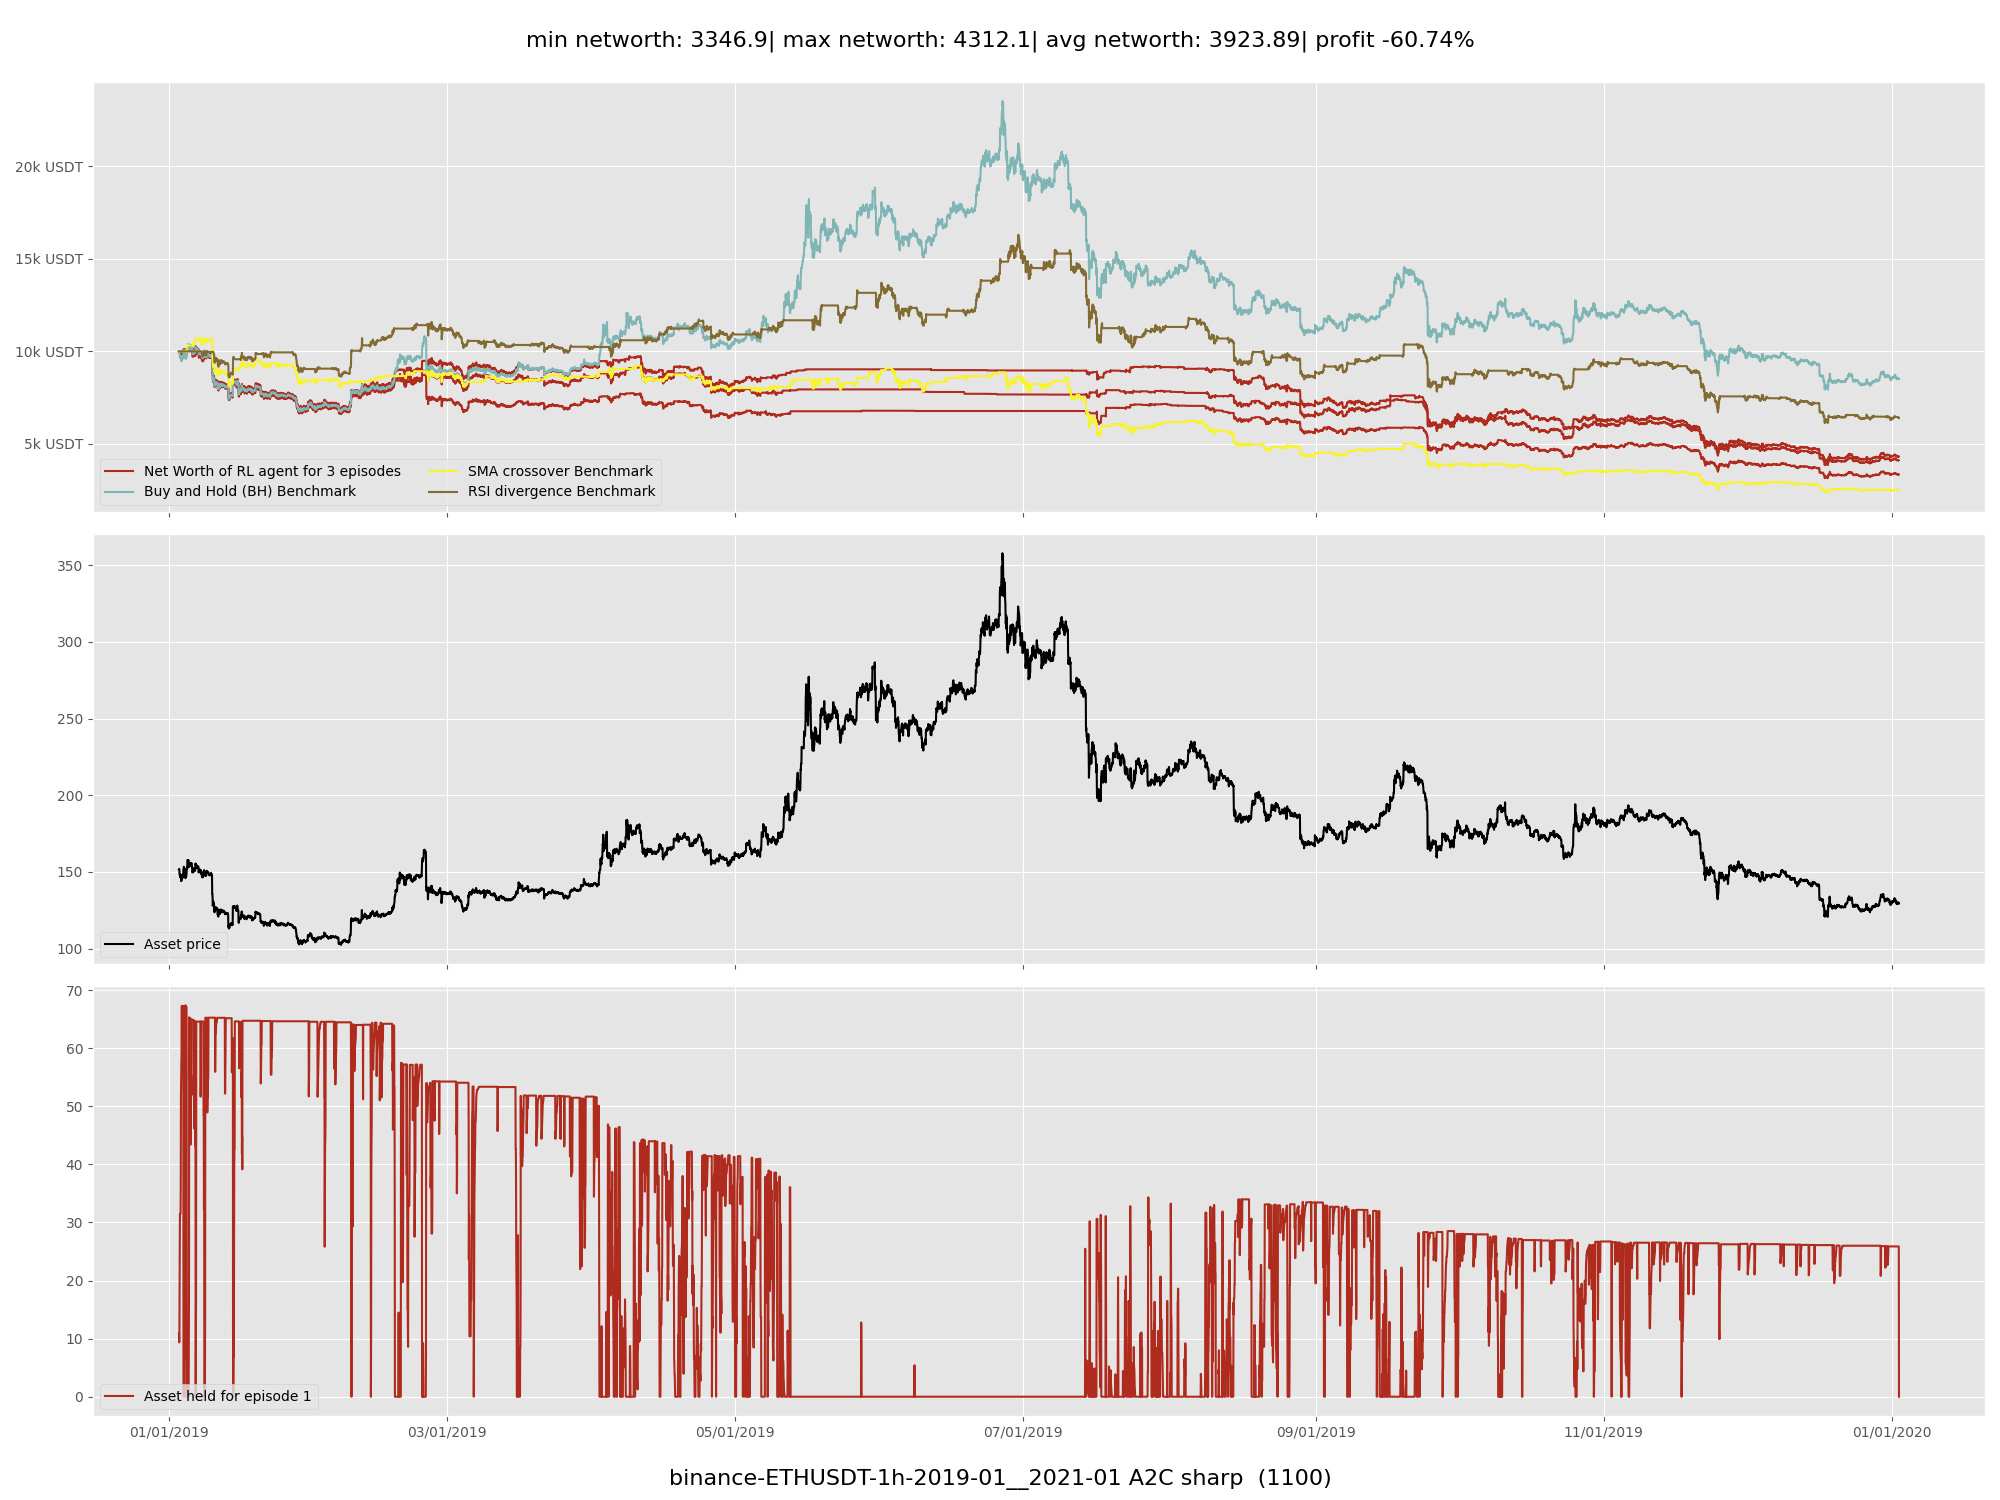 min networth: 3346.9| max networth: 4312.1| avg networth: 3923.89| profit -60.74%
20k USDT
15k USDT
10k USDT
5k USDT
Net Worth of RL agent for 3 episodes
Buy and Hold (BH) Benchmark
SMA crossover Benchmark
RSI divergence Benchmark
350
300
250
200
150
100
Asset price
70
60
50
40
30
20
10
0
Asset held for episode 1
01/01/2019
03/01/2019
05/01/2019
07/01/2019
09/01/2019
11/01/2019
01/01/2020
binance-ETHUSDT-1h-2019-01__2021-01 A2C sharp  (1100)